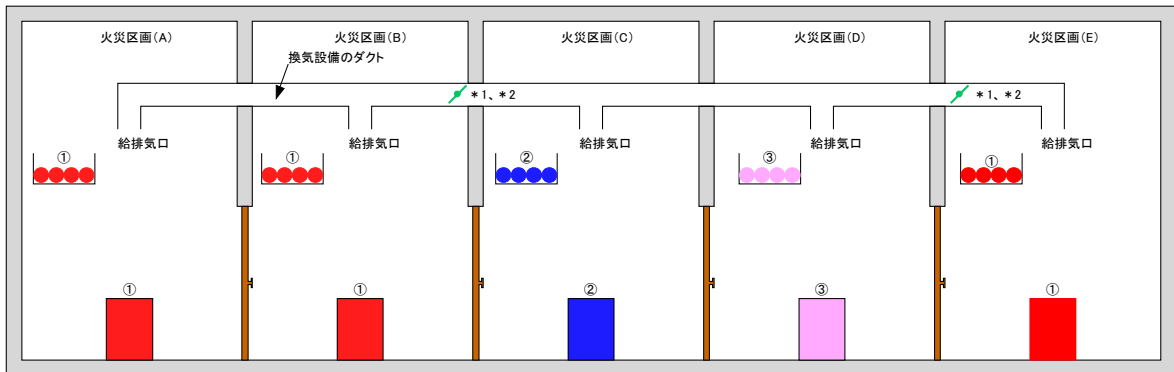 火災区画(A)
火災区画(B)
火災区画(C)
火災区画(D)
火災区画(E)
換気設備のダクト
*1、*2
*1、*2
給排気口
給排気口
給排気口
給排気口
給排気口
①
①
②
③
①
①
①
②
③
①